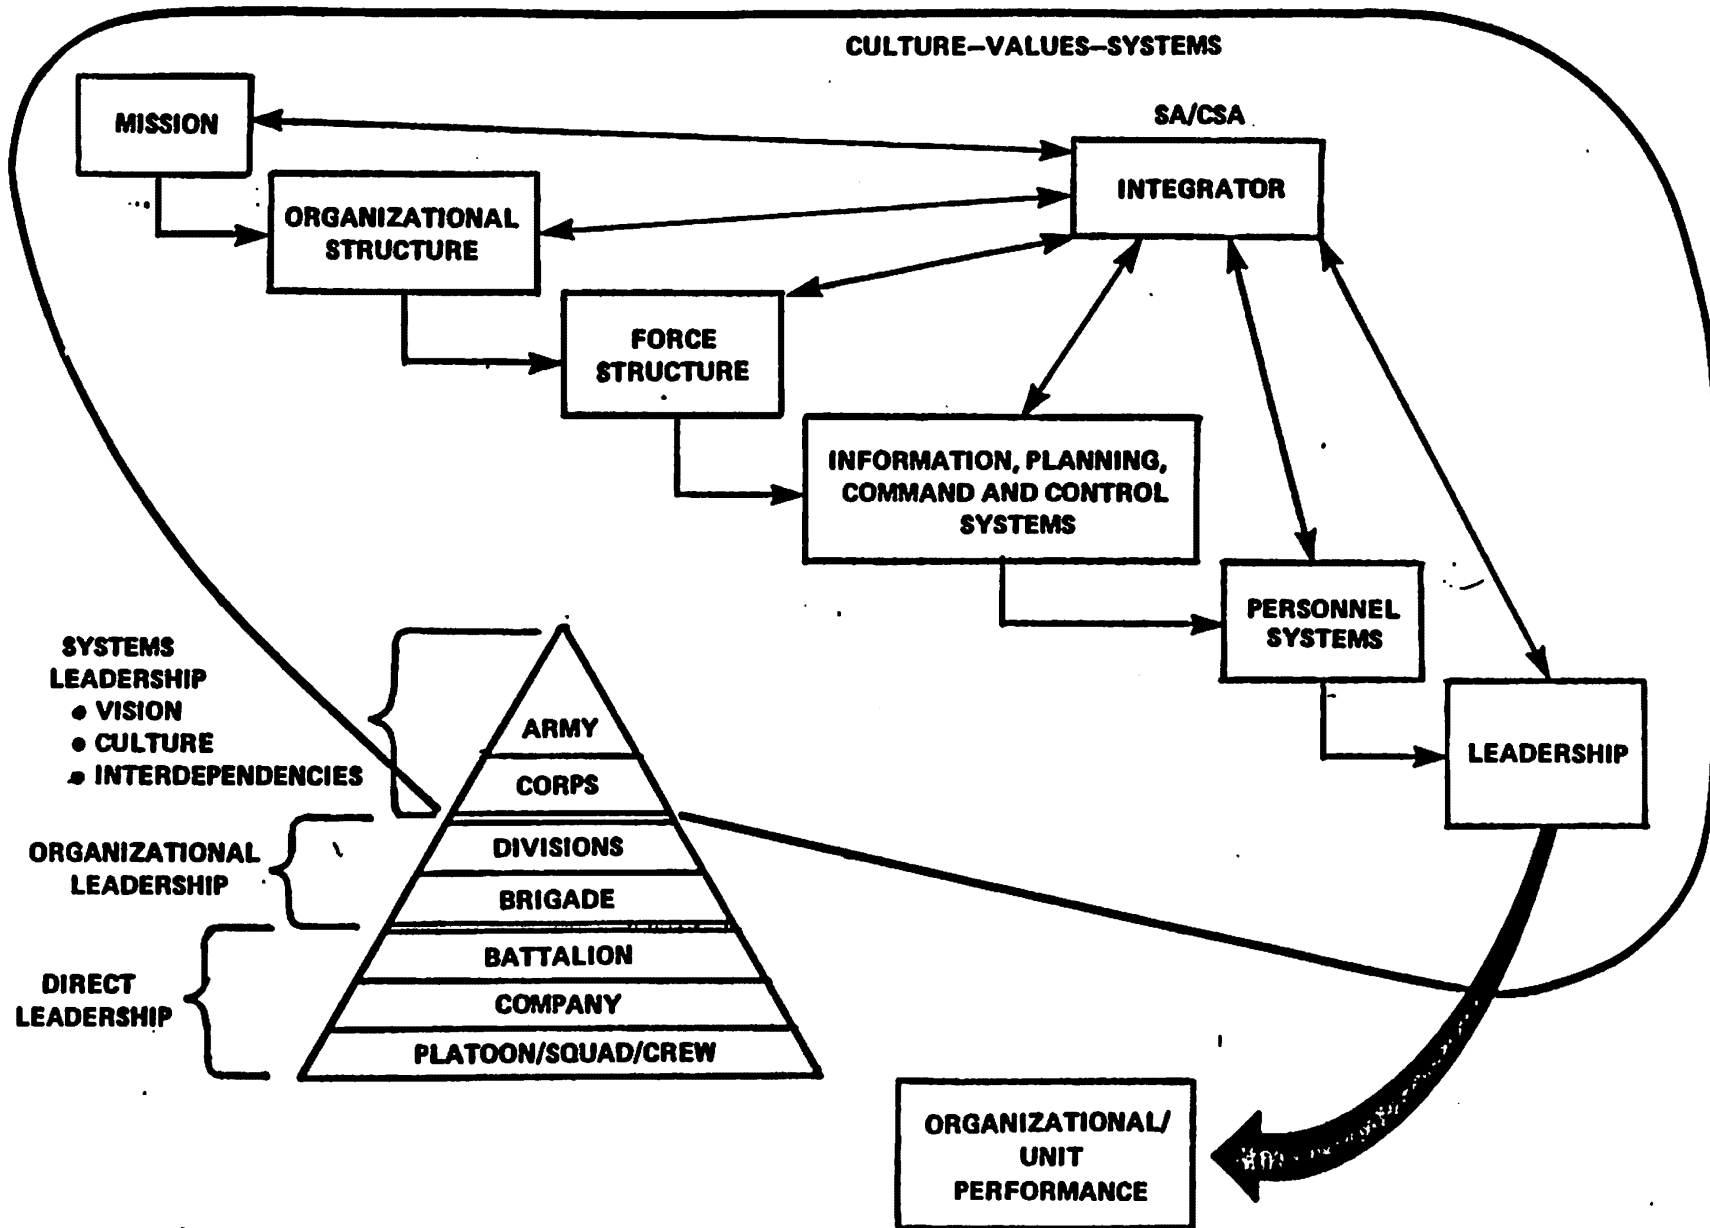 CULTURE–VALUES–SYSTEMS
MISSION
SA/CSA
INTEGRATOR
ORGANIZATIONAL
STRUCTURE
FORCE
STRUCTURE
INFORMATION, PLANNING,
COMMAND AND CONTROL
SYSTEMS
PERSONNEL
SYSTEMS
LEADERSHIP
SYSTEMS
LEADERSHIP
• VISION
• CULTURE
• INTERDEPENDENCIES
ORGANIZATIONAL
LEADERSHIP
DIRECT
LEADERSHIP
ARMY
CORPS
DIVISIONS
BRIGADE
BATTALION
COMPANY
PLATOON/SQUAD/CREW
ORGANIZATIONAL/
UNIT
PERFORMANCE